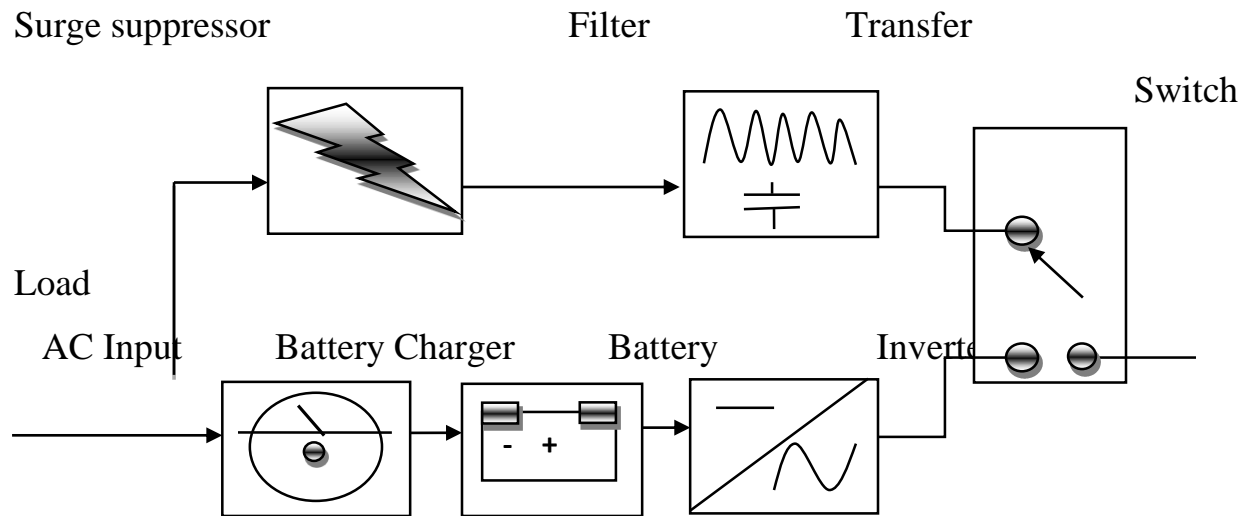 Surge suppressor Filter Transfer
Switch
Load
AC Input Battery Charger Battery Inverte
- +